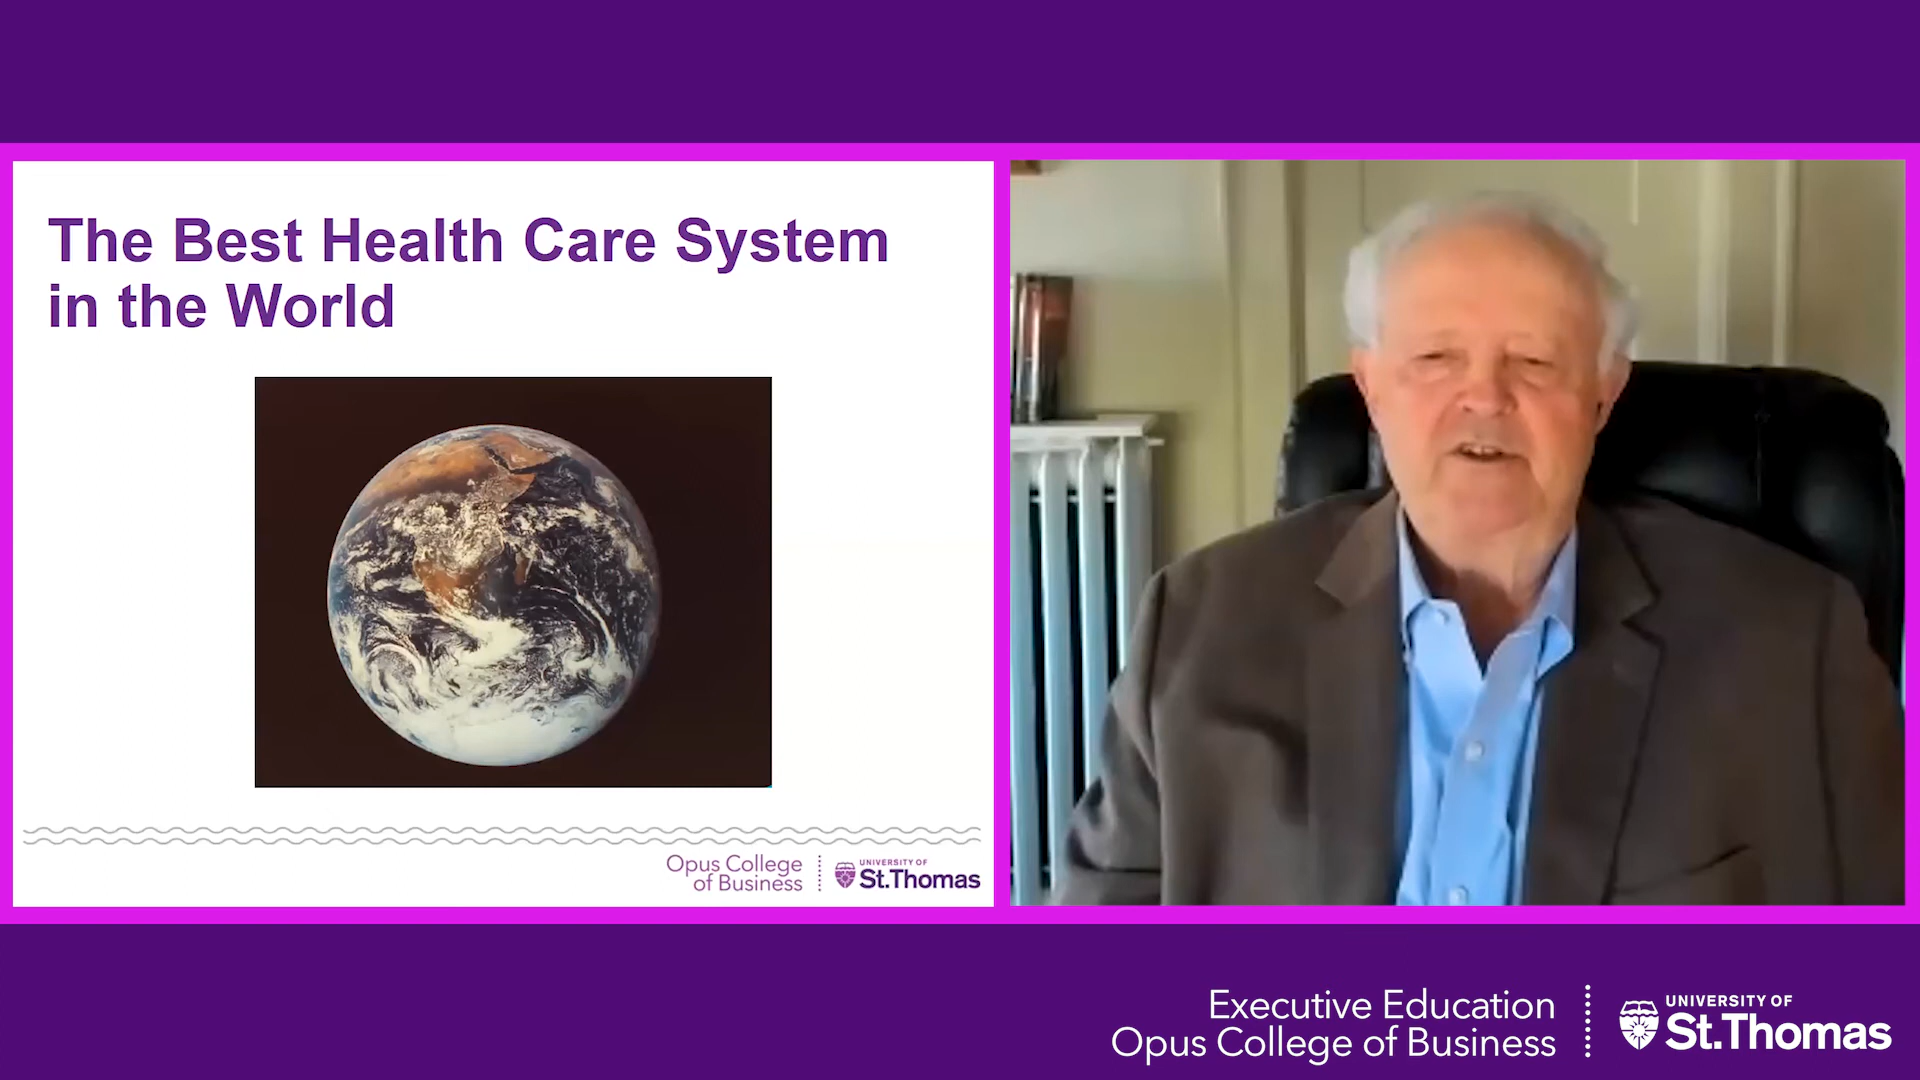 The Best Health Care System
in the World
Opus College
of Business
UNIVERSITY OF
St.Thomas
Executive Education
Opus College of Business
UNIVERSITY OF
St.Thomas